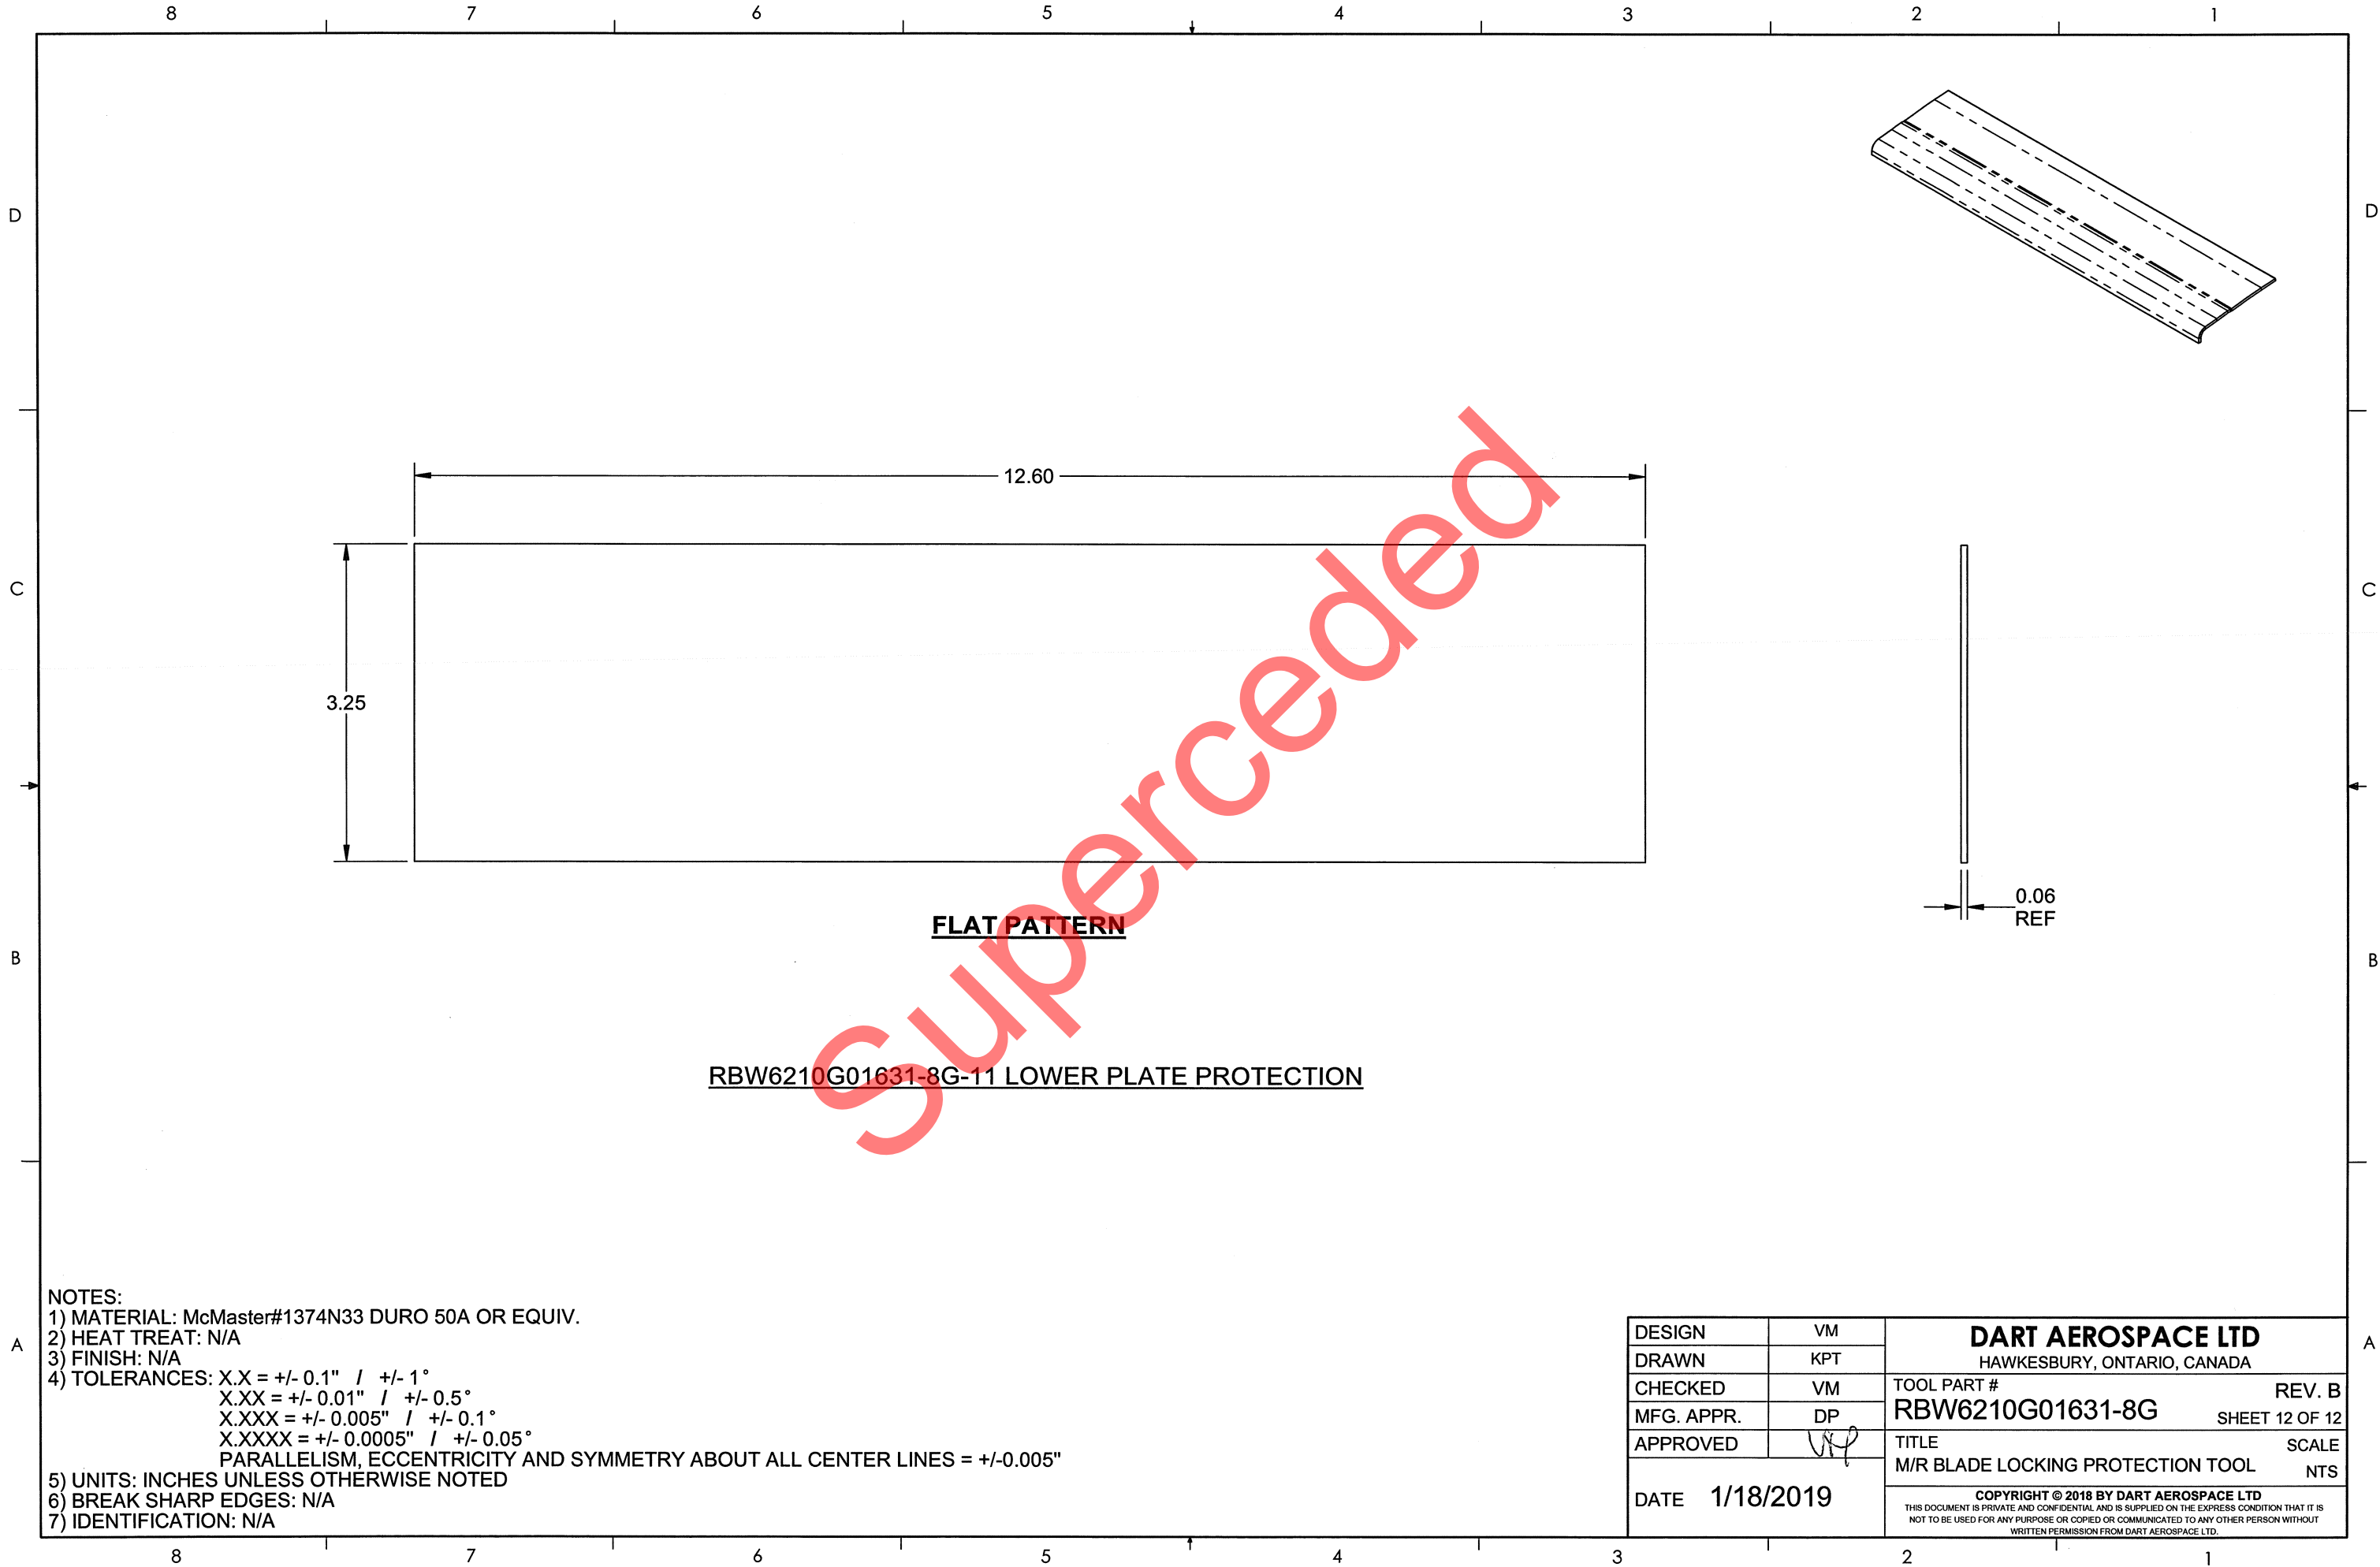 8 7 6 5 4 3 2 1
D D
12.60
C C
3.25
0.06
REF
FLAT PATTERN
B B
RBW6210G01631-8G-11 LOWER PLATE PROTECTION
Superceded
NOTES:
1) MATERIAL: McMaster#1374N33 DURO 50A OR EQUIV.
2) HEAT TREAT: N/A
3) FINISH: N/A
4) TOLERANCES: X.X = +/- 0.1" / +/- 1°
X.XX = +/- 0.01" / +/- 0.5°
X.XXX = +/- 0.005" / +/- 0.1°
X.XXXX = +/- 0.0005" / +/- 0.05°
PARALLELISM, ECCENTRICITY AND SYMMETRY ABOUT ALL CENTER LINES = +/-0.005"
5) UNITS: INCHES UNLESS OTHERWISE NOTED
6) BREAK SHARP EDGES: N/A
7) IDENTIFICATION: N/A
A A
DESIGN VM
DRAWN KPT
CHECKED VM
MFG. APPR. DP
APPROVED
DATE 1/18/2019
DART AEROSPACE LTD
HAWKESBURY, ONTARIO, CANADA
TOOL PART # REV. B
RBW6210G01631-8G SHEET 12 OF 12
TITLE SCALE
M/R BLADE LOCKING PROTECTION TOOL NTS
COPYRIGHT © 2018 BY DART AEROSPACE LTD
THIS DOCUMENT IS PRIVATE AND CONFIDENTIAL AND IS SUPPLIED ON THE EXPRESS CONDITION THAT IT IS
NOT TO BE USED FOR ANY PURPOSE OR COPIED OR COMMUNICATED TO ANY OTHER PERSON WITHOUT
WRITTEN PERMISSION FROM DART AEROSPACE LTD.
8 7 6 5 4 3 2 1